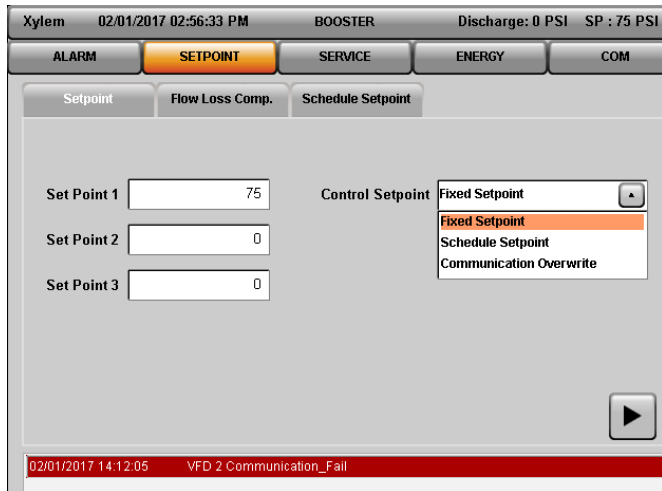 Xylem 02/01/2017 02:56:33 PM BOOSTER Discharge: 0 PSI SP : 75 PSI
ALARM SETPOINT SERVICE ENERGY COM
Setpoint Flow Loss Comp. Schedule Setpoint
Set Point 1 75 Control Setpoint Fixed Setpoint
Fixed Setpoint
Set Point 2 0 Schedule Setpoint
Communication Overwrite
Set Point 3 0
02/01/2017 14:12:05 VFD 2 Communication_Fail